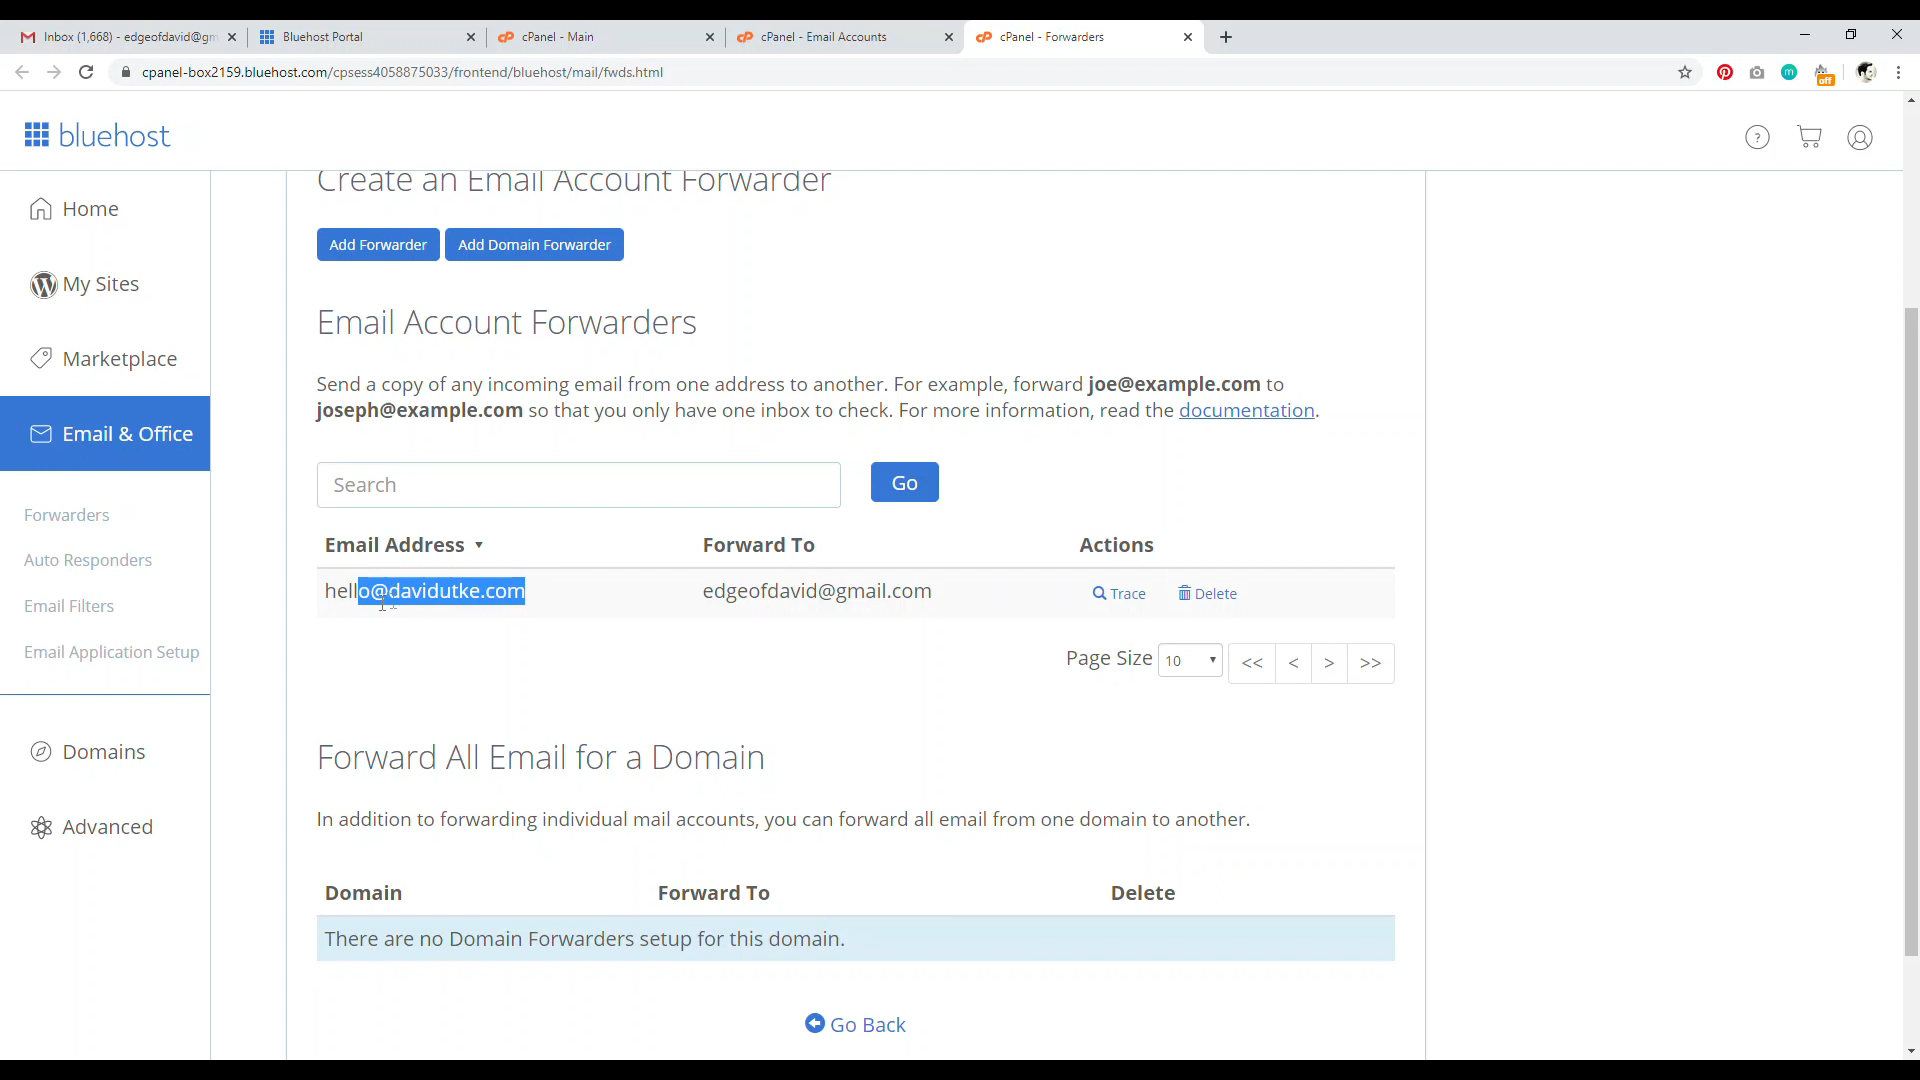 Inbox (1,668) - edgeofdavid@gm
Bluehost Portal
cPanel - Main
cPanel - Email Accounts
cPanel - Forwarders
cpanel-box2159.bluehost.com/cpsess4058875033/frontend/bluehost/mail/fwds.html
off
bluehost
Home
My Sites
Marketplace
Email & Office
Forwarders
Auto Responders
Email Filters
Email Application Setup
Domains
Advanced
Create an Email Account Forwarder
Add Forwarder Add Domain Forwarder
Email Account Forwarders
Send a copy of any incoming email from one address to another. For example, forward joe@example.com to
joseph@example.com so that you only have one inbox to check. For more information, read the documentation.
Search Go
Email Address ▼ Forward To Actions
hello@davidutke.com edgeofdavid@gmail.com Trace Delete
Page Size 10 << < > >>
Forward All Email for a Domain
In addition to forwarding individual mail accounts, you can forward all email from one domain to another.
Domain Forward To Delete
There are no Domain Forwarders setup for this domain.
Go Back